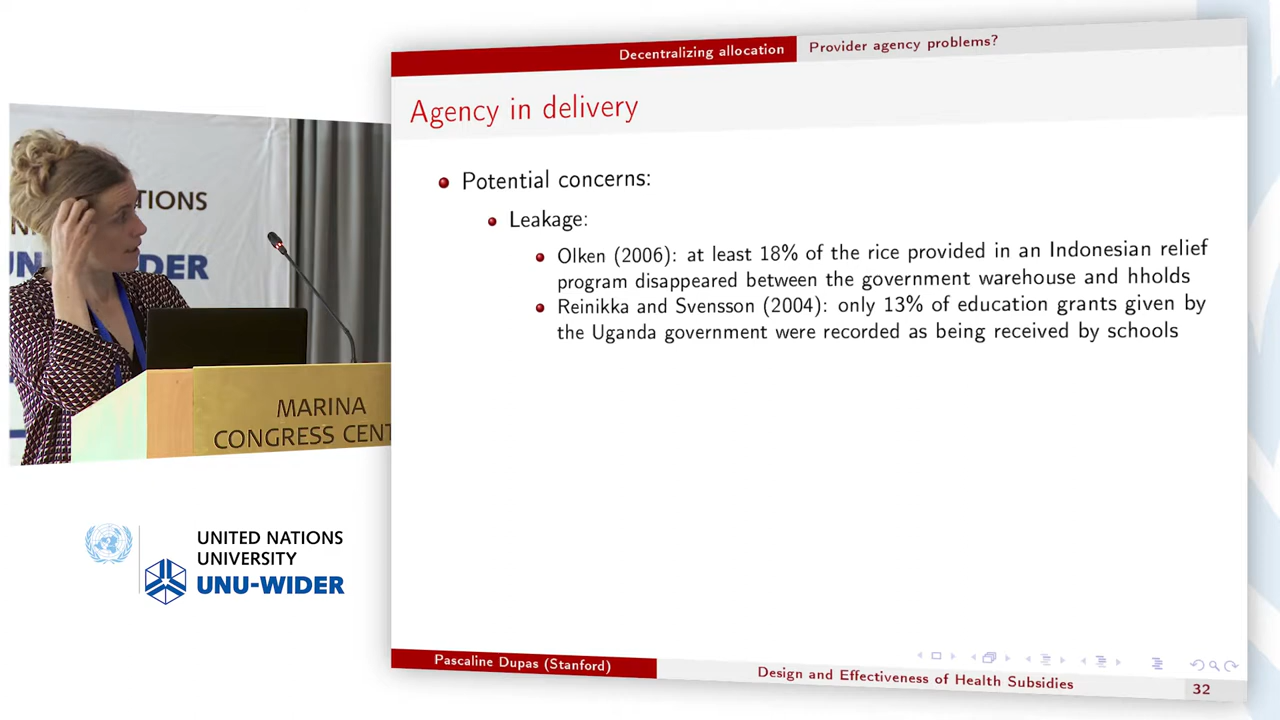 Decentralizing allocation
Provider agency problems?
Agency in delivery
Potential concerns:
Leakage:
Olken (2006): at least 18% of the rice provided in an Indonesian relief
program disappeared between the government warehouse and hholds
Reinikka and Svensson (2004): only 13% of education grants given by
the Uganda government were recorded as being received by schools
TIONS
WIDER
MARINA
CONGRESS CENT
UNITED NATIONS
UNIVERSITY
UNU-WIDER
Pascaline Dupas (Stanford)
Design and Effectiveness of Health Subsidies
32